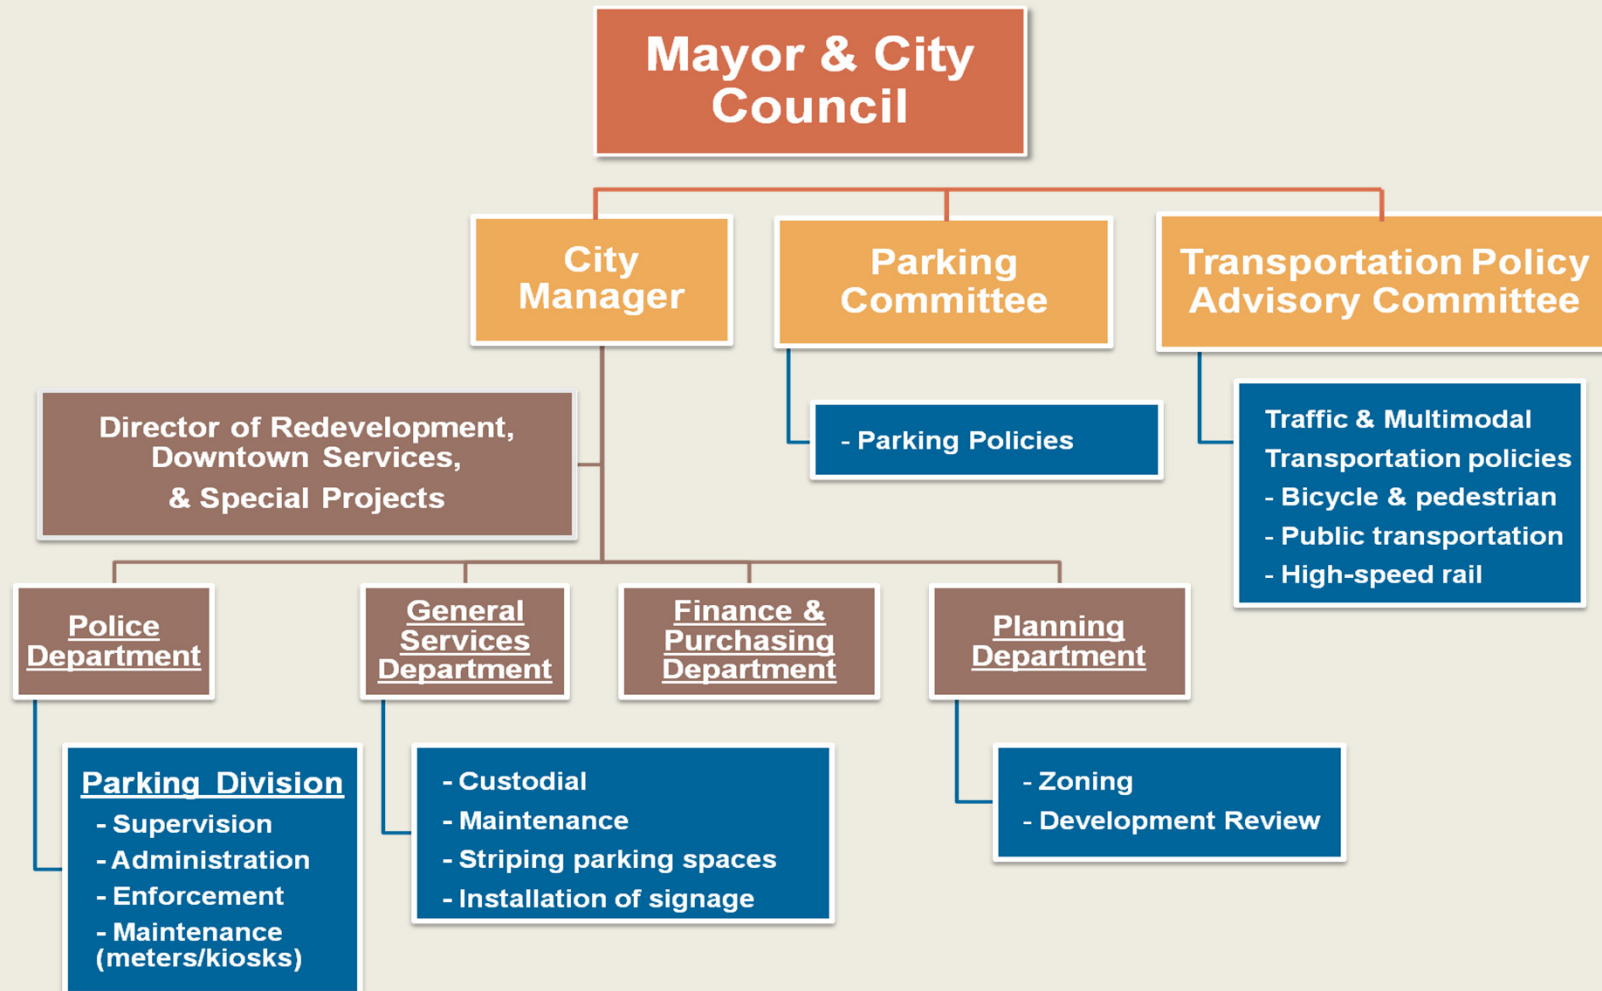 Mayor & City
Council
City
Manager
Parking
Committee
Transportation Policy
Advisory Committee
Director of Redevelopment,
Downtown Services,
& Special Projects
- Parking Policies
Traffic & Multimodal
Transportation policies
- Bicycle & pedestrian
- Public transportation
- High-speed rail
Police
Department
General
Services
Department
Finance &
Purchasing
Department
Planning
Department
Parking Division
- Supervision
- Administration
- Enforcement
- Maintenance
(meters/kiosks)
- Custodial
- Maintenance
- Striping parking spaces
- Installation of signage
- Zoning
- Development Review